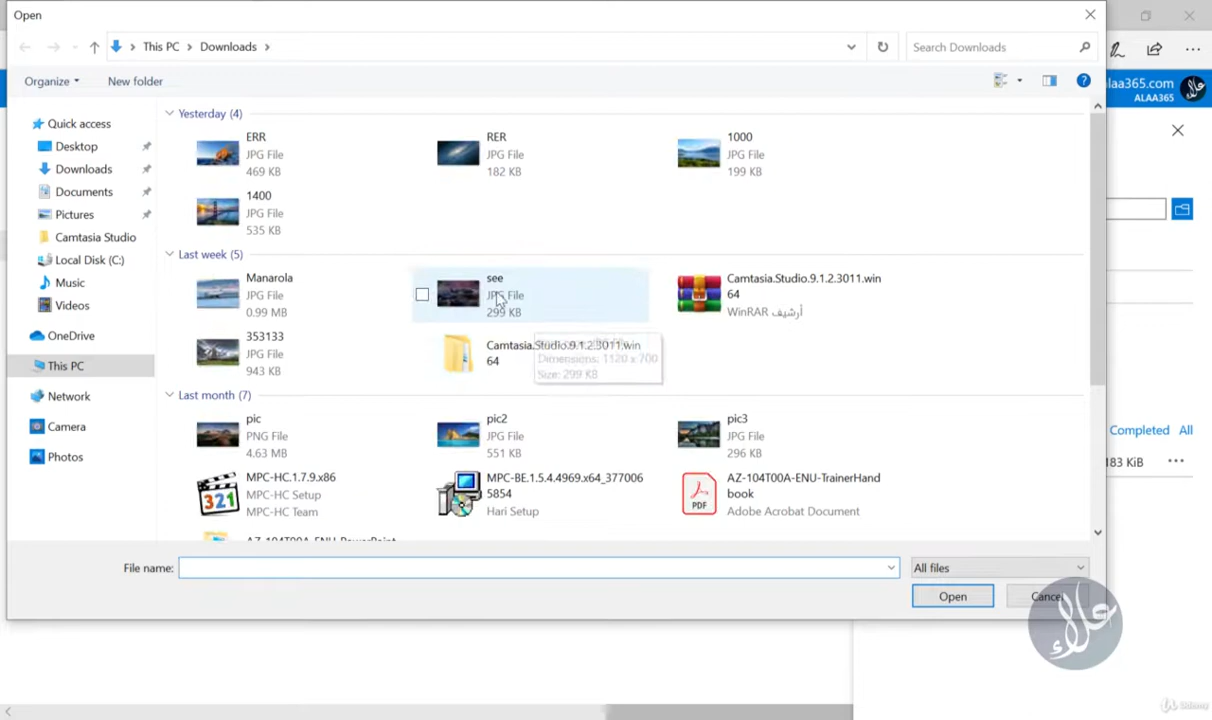 Open
This PC
Downloads
Search Downloads
Organize
New folder
alaa365.com
ALAA365
Quick access
Desktop
Downloads
Documents
Pictures
Camtasia Studio
Local Disk (C:)
Music
Videos
OneDrive
This PC
Network
Camera
Photos
Yesterday (4)
ERR
JPG File
469 KB
RER
JPG File
182 KB
1000
JPG File
199 KB
1400
JPG File
535 KB
Last week (5)
Manarola
JPG File
0.99 MB
see
JPG File
299 KB
Camtasia.Studio.9.1.2.3011.win
64
أرشيف WinRAR
353133
JPG File
943 KB
Camtasia.Studio.9.1.2.3011.win
64
Dimensions: 1120 x 700
Size: 299 KB
Last month (7)
pic
PNG File
4.63 MB
pic2
JPG File
551 KB
pic3
JPG File
296 KB
MPC-HC.1.7.9.x86
MPC-HC Setup
MPC-HC Team
MPC-BE.1.5.4.4969.x64_377006
5854
Hari Setup
AZ-104T00A-ENU-TrainerHand
book
Adobe Acrobat Document
AZ-104T00A-ENU-PowerPoint
Completed
All
183 KiB
File name:
All files
Open
Cancel
علاء
Udemy